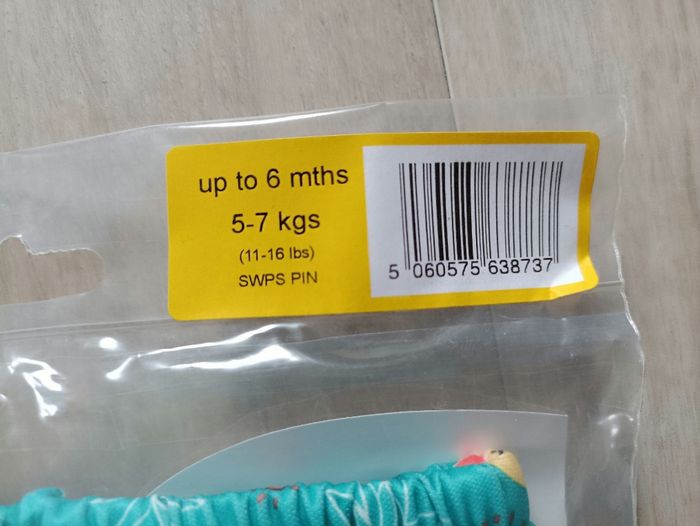 up to 6 mths
5-7 kgs
(11-16 lbs)
SWPS PIN
5 060575 638737